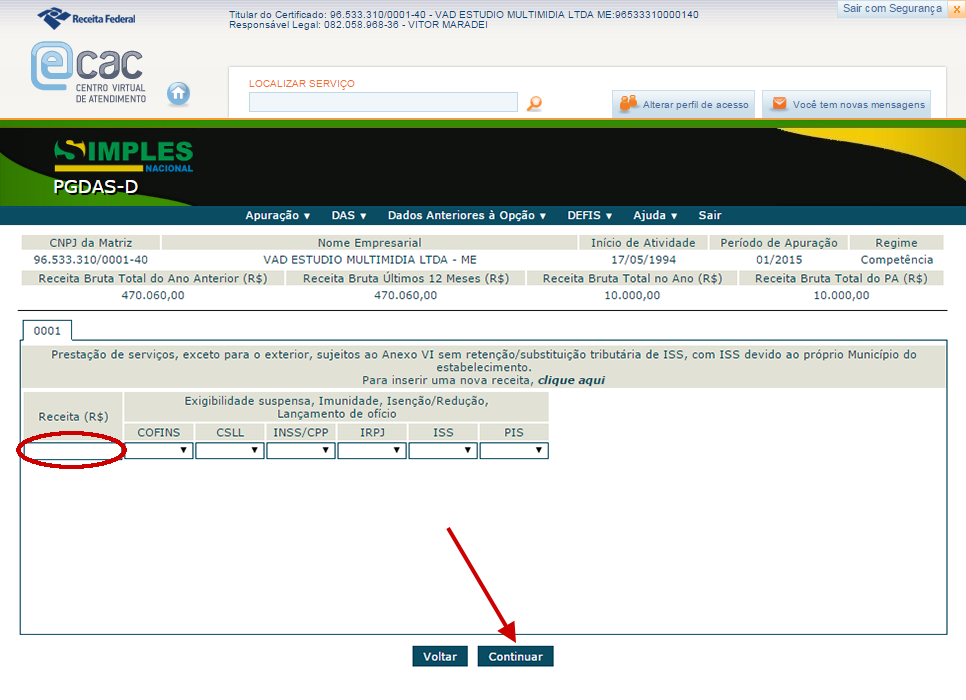 Receita Federal
Titular do Certificado: 96.533.310/0001-40 - VAD ESTUDIO MULTIMIDIA LTDA ME:96533310000140
Responsável Legal: 082.058.968-36 - VITOR MARADEI
Sair com Segurança x
e cac
CENTRO VIRTUAL
DE ATENDIMENTO
LOCALIZAR SERVIÇO
Alterar perfil de acesso
Você tem novas mensagens
SIMPLES
NACIONAL
PGDAS-D
Apuração ▼ DAS ▼ Dados Anteriores à Opção ▼ DEFIS ▼ Ajuda ▼ Sair
CNPJ da Matriz Nome Empresarial Início de Atividade Período de Apuração Regime
96.533.310/0001-40 VAD ESTUDIO MULTIMIDIA LTDA - ME 17/05/1994 01/2015 Competência
Receita Bruta Total do Ano Anterior (R$) Receita Bruta Últimos 12 Meses (R$) Receita Bruta Total no Ano (R$) Receita Bruta Total do PA (R$)
470.060,00 470.060,00 10.000,00 10.000,00
0001
Prestação de serviços, exceto para o exterior, sujeitos ao Anexo VI sem retenção/substituição tributária de ISS, com ISS devido ao próprio Município do
estabelecimento.
Para inserir uma nova receita, clique aqui
Receita (R$)
Exigibilidade suspensa, Imunidade, Isenção/Redução,
Lançamento de ofício
COFINS CSLL INSS/CPP IRPJ ISS PIS
Voltar Continuar